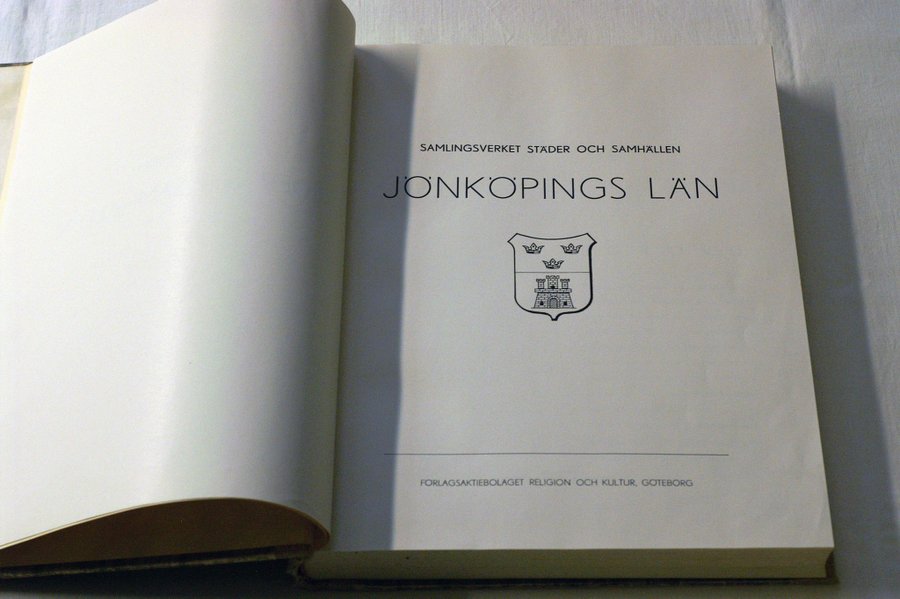 SAMLINGSVERKET STÄDER OCH SAMHÄLLEN
JÖNKÖPINGS LÄN
FÖRLAGSAKTIEBOLAGET RELIGION OCH KULTUR, GÖTEBORG